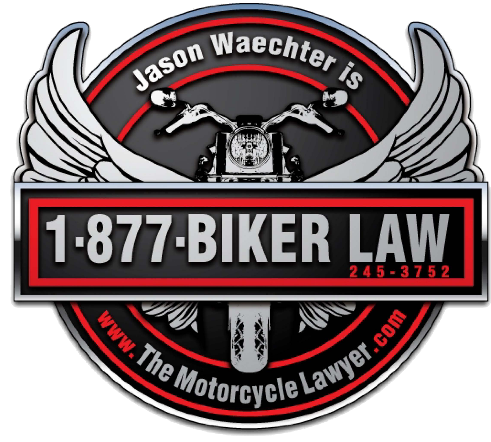 Jason Waechter is
1·877·BIKER LAW
245-3752
www.TheMotorcycleLawyer.com